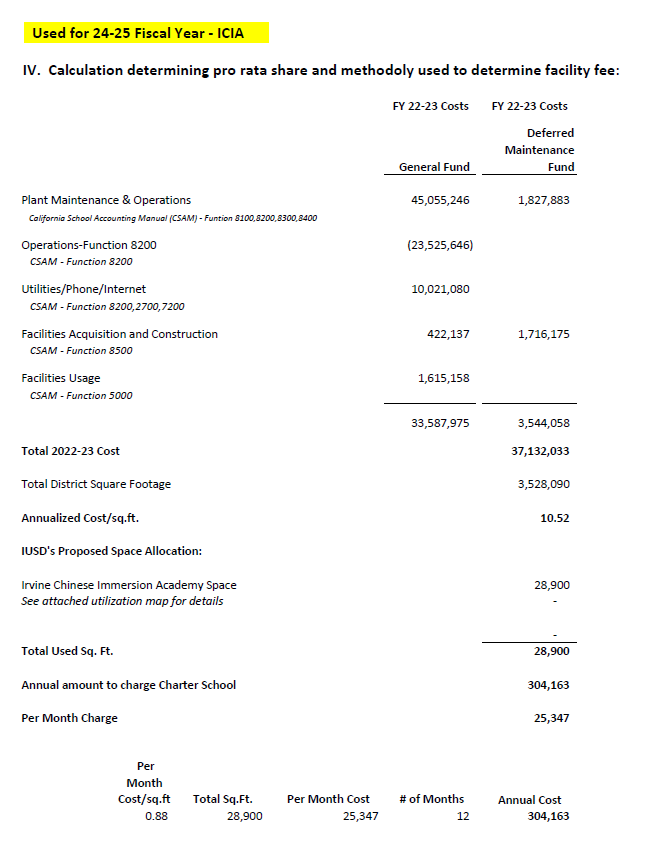 Used for 24-25 Fiscal Year - ICIA
IV. Calculation determining pro rata share and methodoly used to determine facility fee:
FY 22-23 Costs FY 22-23 Costs
Deferred
Maintenance
General Fund Fund
Plant Maintenance & Operations 45,055,246 1,827,883
California School Accounting Manual (CSAM) - Funtion 8100,8200,8300,8400
Operations-Function 8200 (23,525,646)
CSAM - Function 8200
Utilities/Phone/Internet 10,021,080
CSAM - Function 8200,2700,7200
Facilities Acquisition and Construction 422,137 1,716,175
CSAM - Function 8500
Facilities Usage 1,615,158
CSAM - Function 5000
33,587,975 3,544,058
Total 2022-23 Cost 37,132,033
Total District Square Footage 3,528,090
Annualized Cost/sq.ft. 10.52
IUSD's Proposed Space Allocation:
Irvine Chinese Immersion Academy Space 28,900
See attached utilization map for details -
-
Total Used Sq. Ft. 28,900
Annual amount to charge Charter School 304,163
Per Month Charge 25,347
Per
Month
Cost/sq.ft Total Sq.Ft. Per Month Cost # of Months Annual Cost
0.88 28,900 25,347 12 304,163